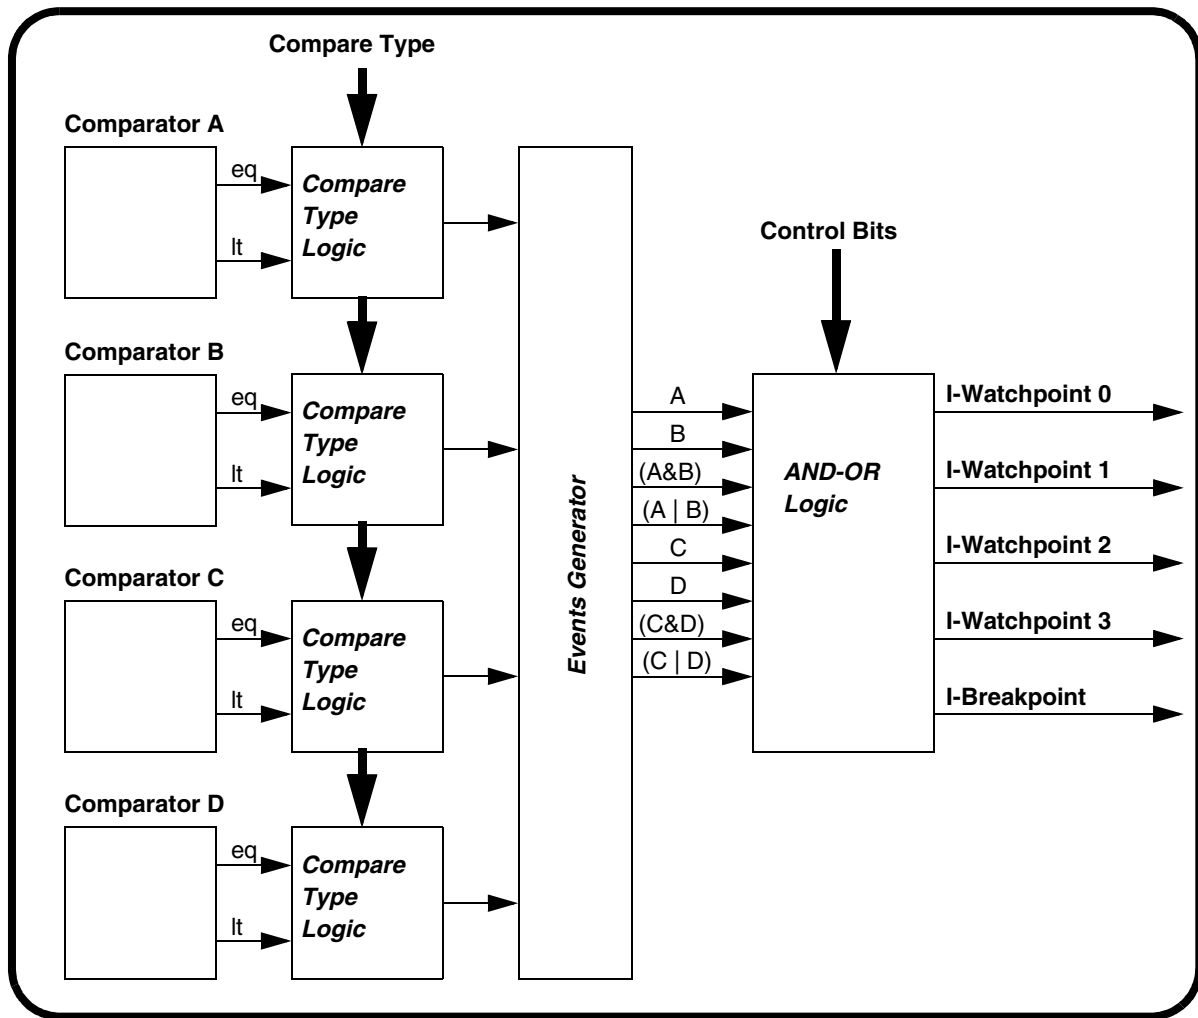 Compare Type
Comparator A
eq
lt
Compare
Type
Logic
Control Bits
Comparator B
eq
lt
Compare
Type
Logic
Comparator C
eq
lt
Compare
Type
Logic
Comparator D
eq
lt
Compare
Type
Logic
Events Generator
A
B
(A&B)
(A | B)
C
D
(C&D)
(C | D)
AND-OR
Logic
I-Watchpoint 0
I-Watchpoint 1
I-Watchpoint 2
I-Watchpoint 3
I-Breakpoint